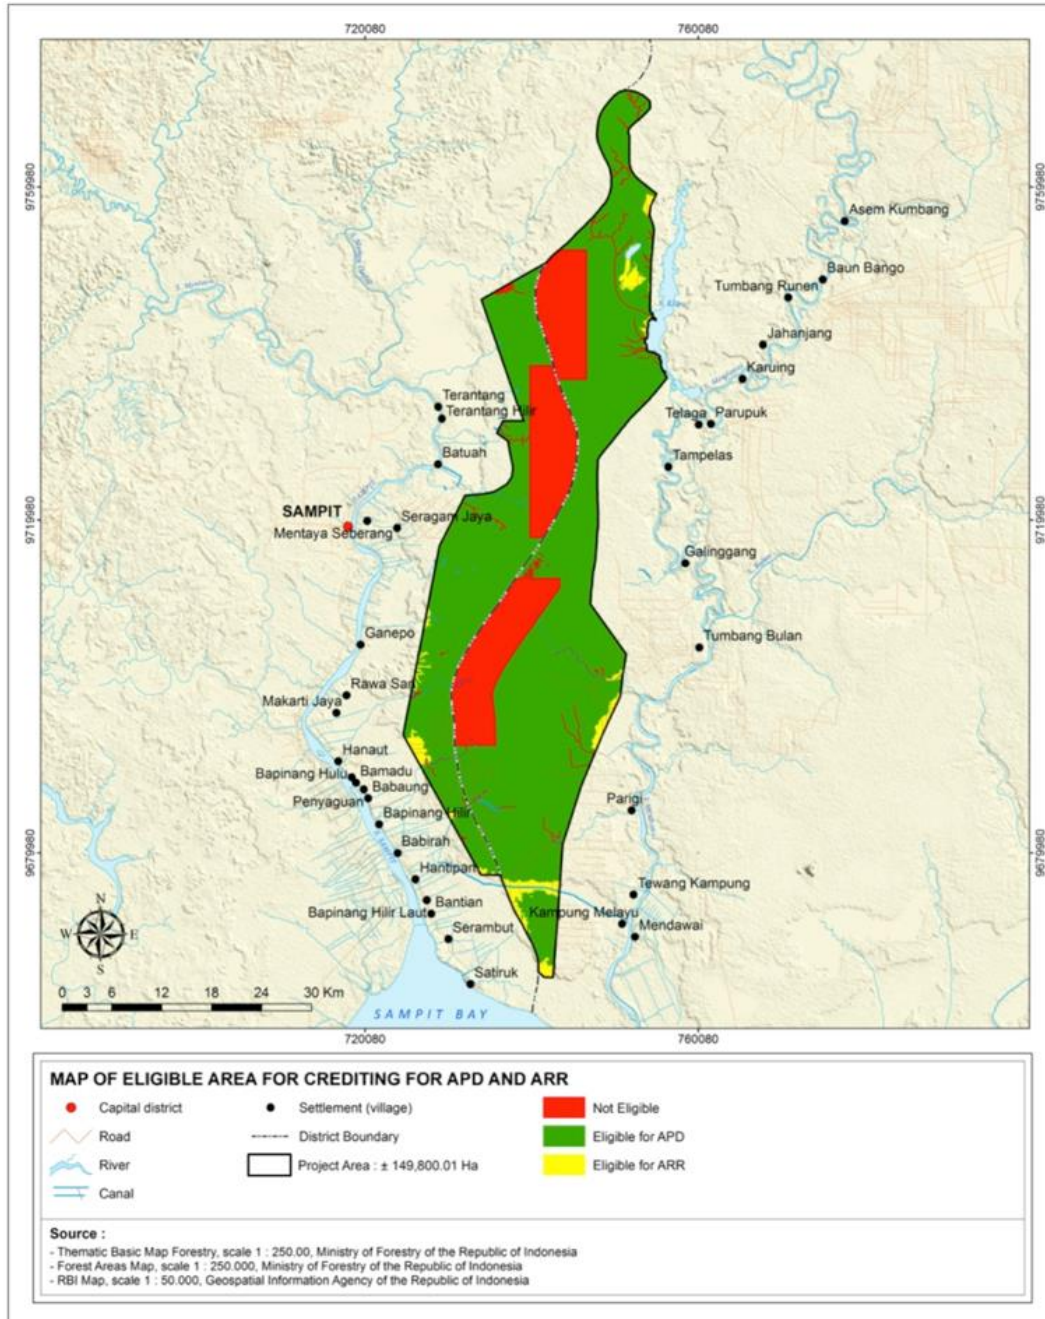 720080
760080
9759980
9759980
Asem Kumbang
Baun Bango
Tumbang Runen
Jahanjang
Karuing
Terantang
Terantang Hilir
Telaga
Parupuk
Batuah
Tampelas
SAMPIT
Seragam Jaya
Mentaya Seberang
9719980
9719980
Galinggang
Ganepo
Tumbang Bulan
Rawa Sari
Makarti Jaya
Hanaut
Bapinang Hulu
Bamadu
Babaung
Penyaguan
Parigi
Bapinang Hilir
Babirah
9679980
9679980
Hantipan
Tewang Kampung
Bantian
Bapinang Hilir Laut
Kampung Melayu
Mendawai
Serambut
Satiruk
N
W
E
S
0 3 6 12 18 24 30 Km
SAMPIT BAY
720080
760080
MAP OF ELIGIBLE AREA FOR CREDITING FOR APD AND ARR
Capital district
Settlement (village)
Not Eligible
Road
District Boundary
Eligible for APD
River
Project Area : ± 149,800.01 Ha
Eligible for ARR
Canal
Source :
- Thematic Basic Map Forestry, scale 1 : 250.00, Ministry of Forestry of the Republic of Indonesia
- Forest Areas Map, scale 1 : 250.000, Ministry of Forestry of the Republic of Indonesia
- RBI Map, scale 1 : 50.000, Geospatial Information Agency of the Republic of Indonesia